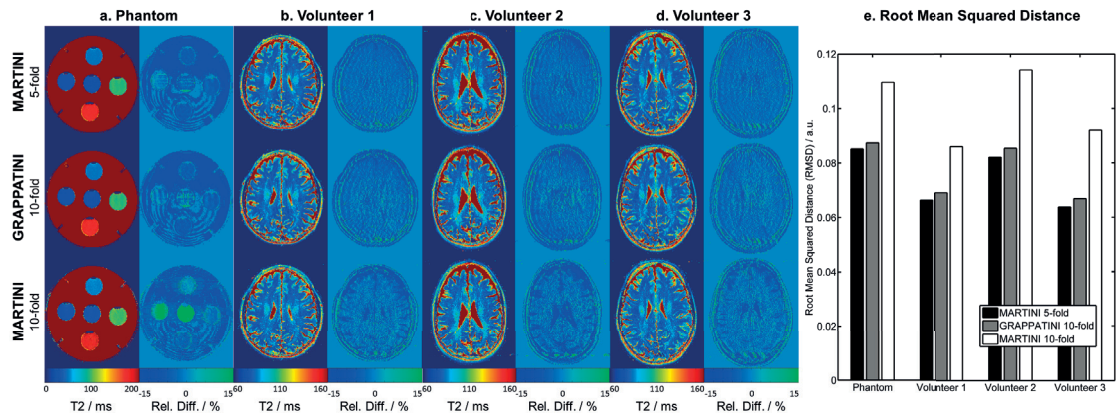 a. Phantom
b. Volunteer 1
c. Volunteer 2
d. Volunteer 3
e. Root Mean Squared Distance
MARTINI
5-fold
GRAPPATINI
10-fold
MARTINI
10-fold
0 100 200
-15 0 15
60 110 160
-15 0 15
60 110 160
-15 0 15
60 110 160
-15 0 15
T2 / ms
Rel. Diff. / %
T2 / ms
Rel. Diff. / %
T2 / ms
Rel. Diff. / %
T2 / ms
Rel. Diff. / %
Root Mean Squared Distance (RMSD) / a.u.
0.12
0.1
0.08
0.06
0.04
0.02
0
MARTINI 5-fold
GRAPPATINI 10-fold
MARTINI 10-fold
Phantom
Volunteer 1
Volunteer 2
Volunteer 3